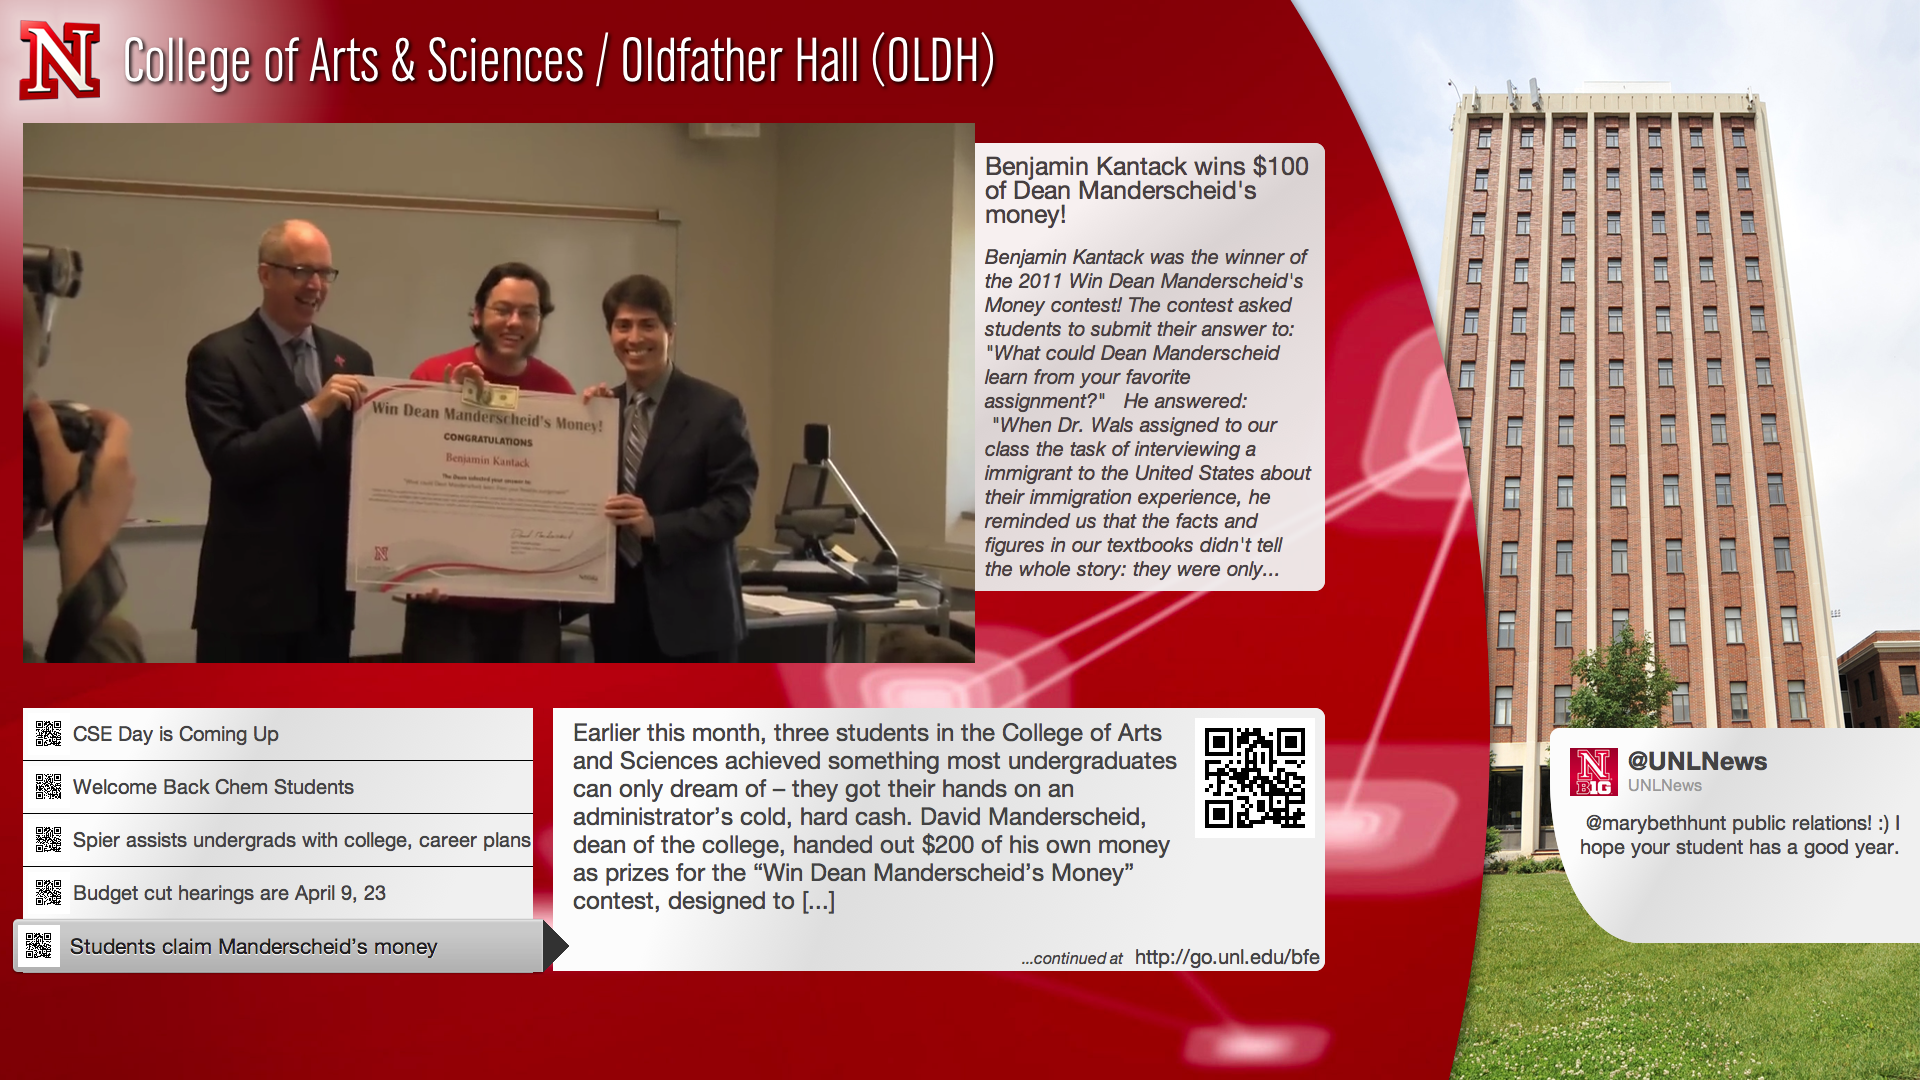 N College of Arts & Sciences / Oldfather Hall (OLDH)
Win Dean Manderscheid's Money!
CONGRATULATIONS
Benjamin Kantack
The Dean selected your answer to:
N
Benjamin Kantack wins $100
of Dean Manderscheid's
money!
Benjamin Kantack was the winner of
the 2011 Win Dean Manderscheid's
Money contest! The contest asked
students to submit their answer to:
"What could Dean Manderscheid
learn from your favorite
assignment?" He answered:
"When Dr. Wals assigned to our
class the task of interviewing a
immigrant to the United States about
their immigration experience, he
reminded us that the facts and
figures in our textbooks didn't tell
the whole story: they were only...
CSE Day is Coming Up
Welcome Back Chem Students
Spier assists undergrads with college, career plans
Budget cut hearings are April 9, 23
Students claim Manderscheid’s money
Earlier this month, three students in the College of Arts
and Sciences achieved something most undergraduates
can only dream of – they got their hands on an
administrator’s cold, hard cash. David Manderscheid,
dean of the college, handed out $200 of his own money
as prizes for the “Win Dean Manderscheid’s Money”
contest, designed to [...]
...continued at http://go.unl.edu/bfe
N
B1G
@UNLNews
UNLNews
@marybethhunt public relations! :) I
hope your student has a good year.